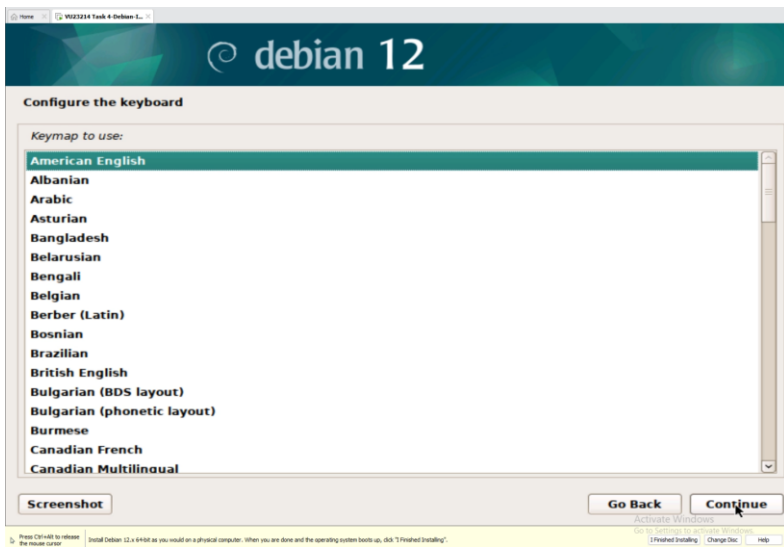 Home
VU23214 Task 4-Debian-I...
debian 12
Configure the keyboard
Keymap to use:
American English
Albanian
Arabic
Asturian
Bangladesh
Belarusian
Bengali
Belgian
Berber (Latin)
Bosnian
Brazilian
British English
Bulgarian (BDS layout)
Bulgarian (phonetic layout)
Burmese
Canadian French
Canadian Multilingual
Screenshot
Go Back
Continue
Activate Windows
Go to Settings to activate Windows.
Press Ctrl+Alt to release
the mouse cursor
Install Debian 12.x 64-bit as you would on a physical computer. When you are done and the operating system boots up, click "I Finished Installing".
I Finished Installing
Change Disc
Help